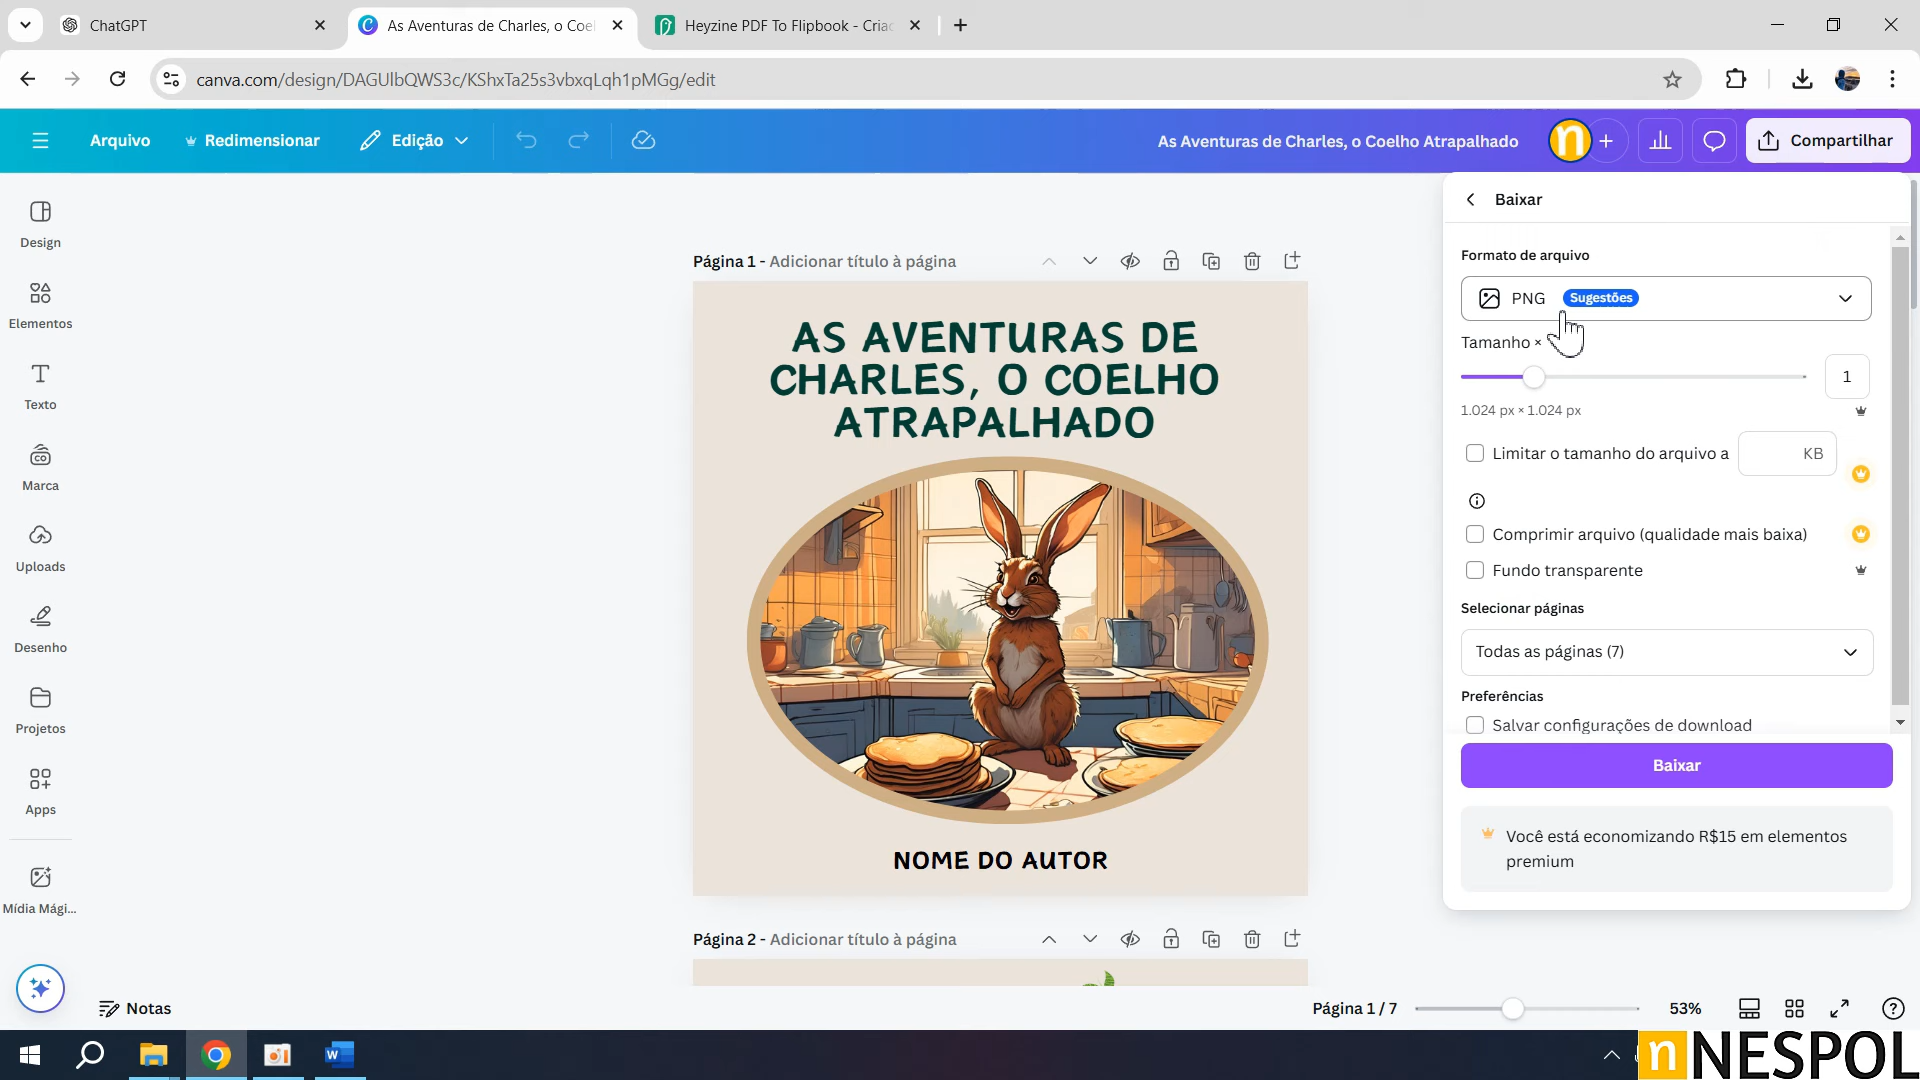 ChatGPT
As Aventuras de Charles, o Coel
Heyzine PDF To Flipbook - Criac
canva.com/design/DAGUlbQWS3c/KShxTa25s3vbxqLqh1pMGg/edit
Arquivo
Redimensionar
Edição
As Aventuras de Charles, o Coelho Atrapalhado
n
Compartilhar
Design
Elementos
Texto
Marca
Uploads
Desenho
Projetos
Apps
Mídia Mági...
Página 1 - Adicionar título à página
AS AVENTURAS DE
CHARLES, O COELHO
ATRAPALHADO
NOME DO AUTOR
Página 2 - Adicionar título à página
Baixar
Formato de arquivo
PNG Sugestões
Tamanho ×
1
1.024 px × 1.024 px
Limitar o tamanho do arquivo a
KB
Comprimir arquivo (qualidade mais baixa)
Fundo transparente
Selecionar páginas
Todas as páginas (7)
Preferências
Salvar configurações de download
Baixar
Você está economizando R$15 em elementos
premium
Notas
Página 1 / 7
53%
n NESPOL